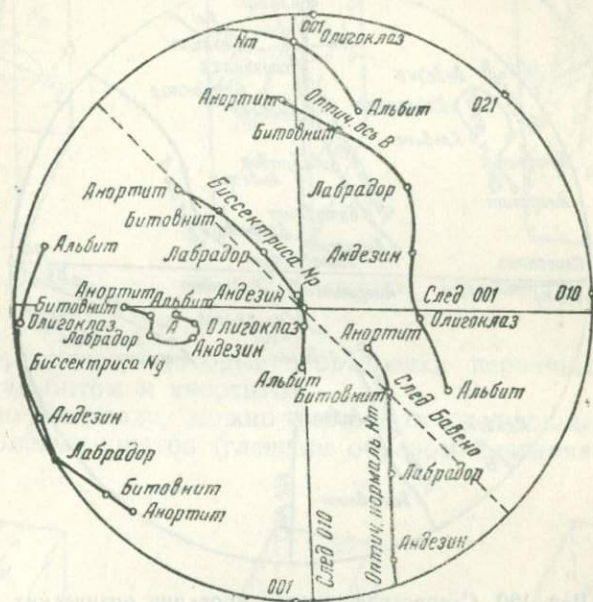 001
Nm
Олигоклаз
Анортит
Оптич. ось В
Альбит
021
Битовнит
Лабрадор
Анортит
Биссектриса Np
Битовнит
Лабрадор
Андезин
Альбит
Андезин
След 001
010
Анортит
Альбит
Битовнит
А
Олигоклаз
Олигоклаз
Олигоклаз
Лабрадор
Андезин
Анортит
Биссектриса Ng
Альбит
Битовнит
След Бавено
Альбит
Андезин
Лабрадор
Битовнит
Анортит
Лабрадор
Оптич. нормаль Nm
Андезин
След 010
001